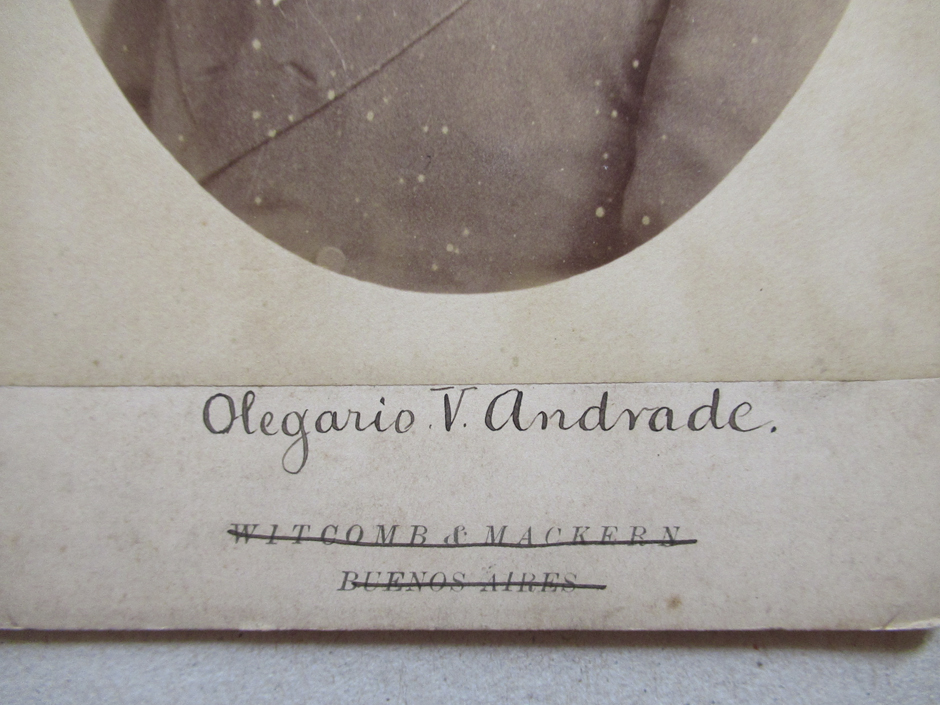 Olegario V. Andrade.
WITCOMB & MACKERN
BUENOS AIRES